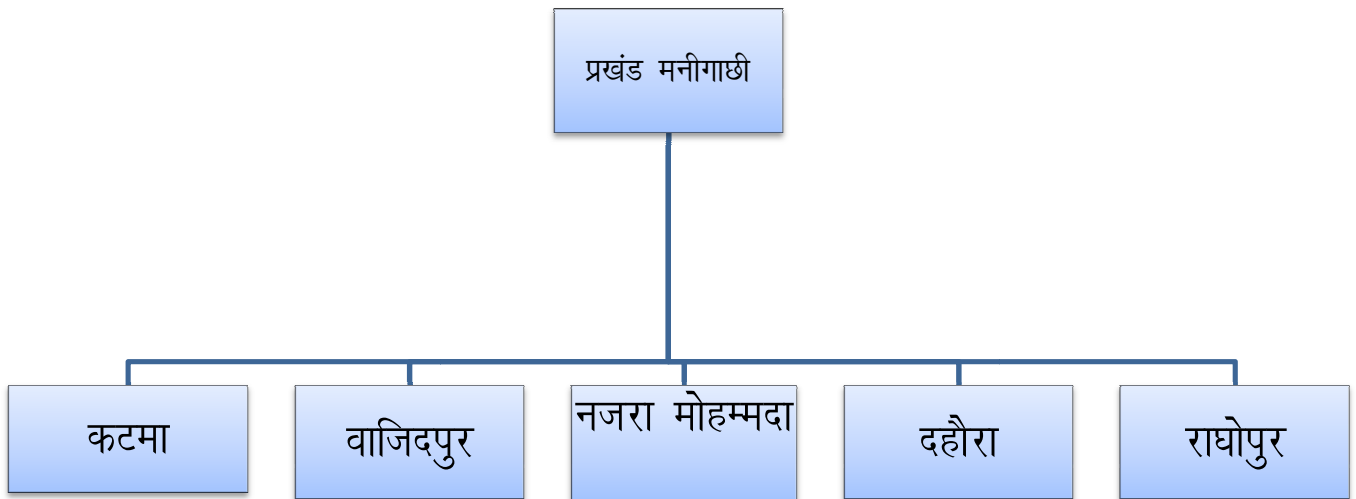 प्रखंड मनीगाछी
कटमा
वाजिदपुर
नजरा मोहम्मदा
दहौरा
राघोपुर